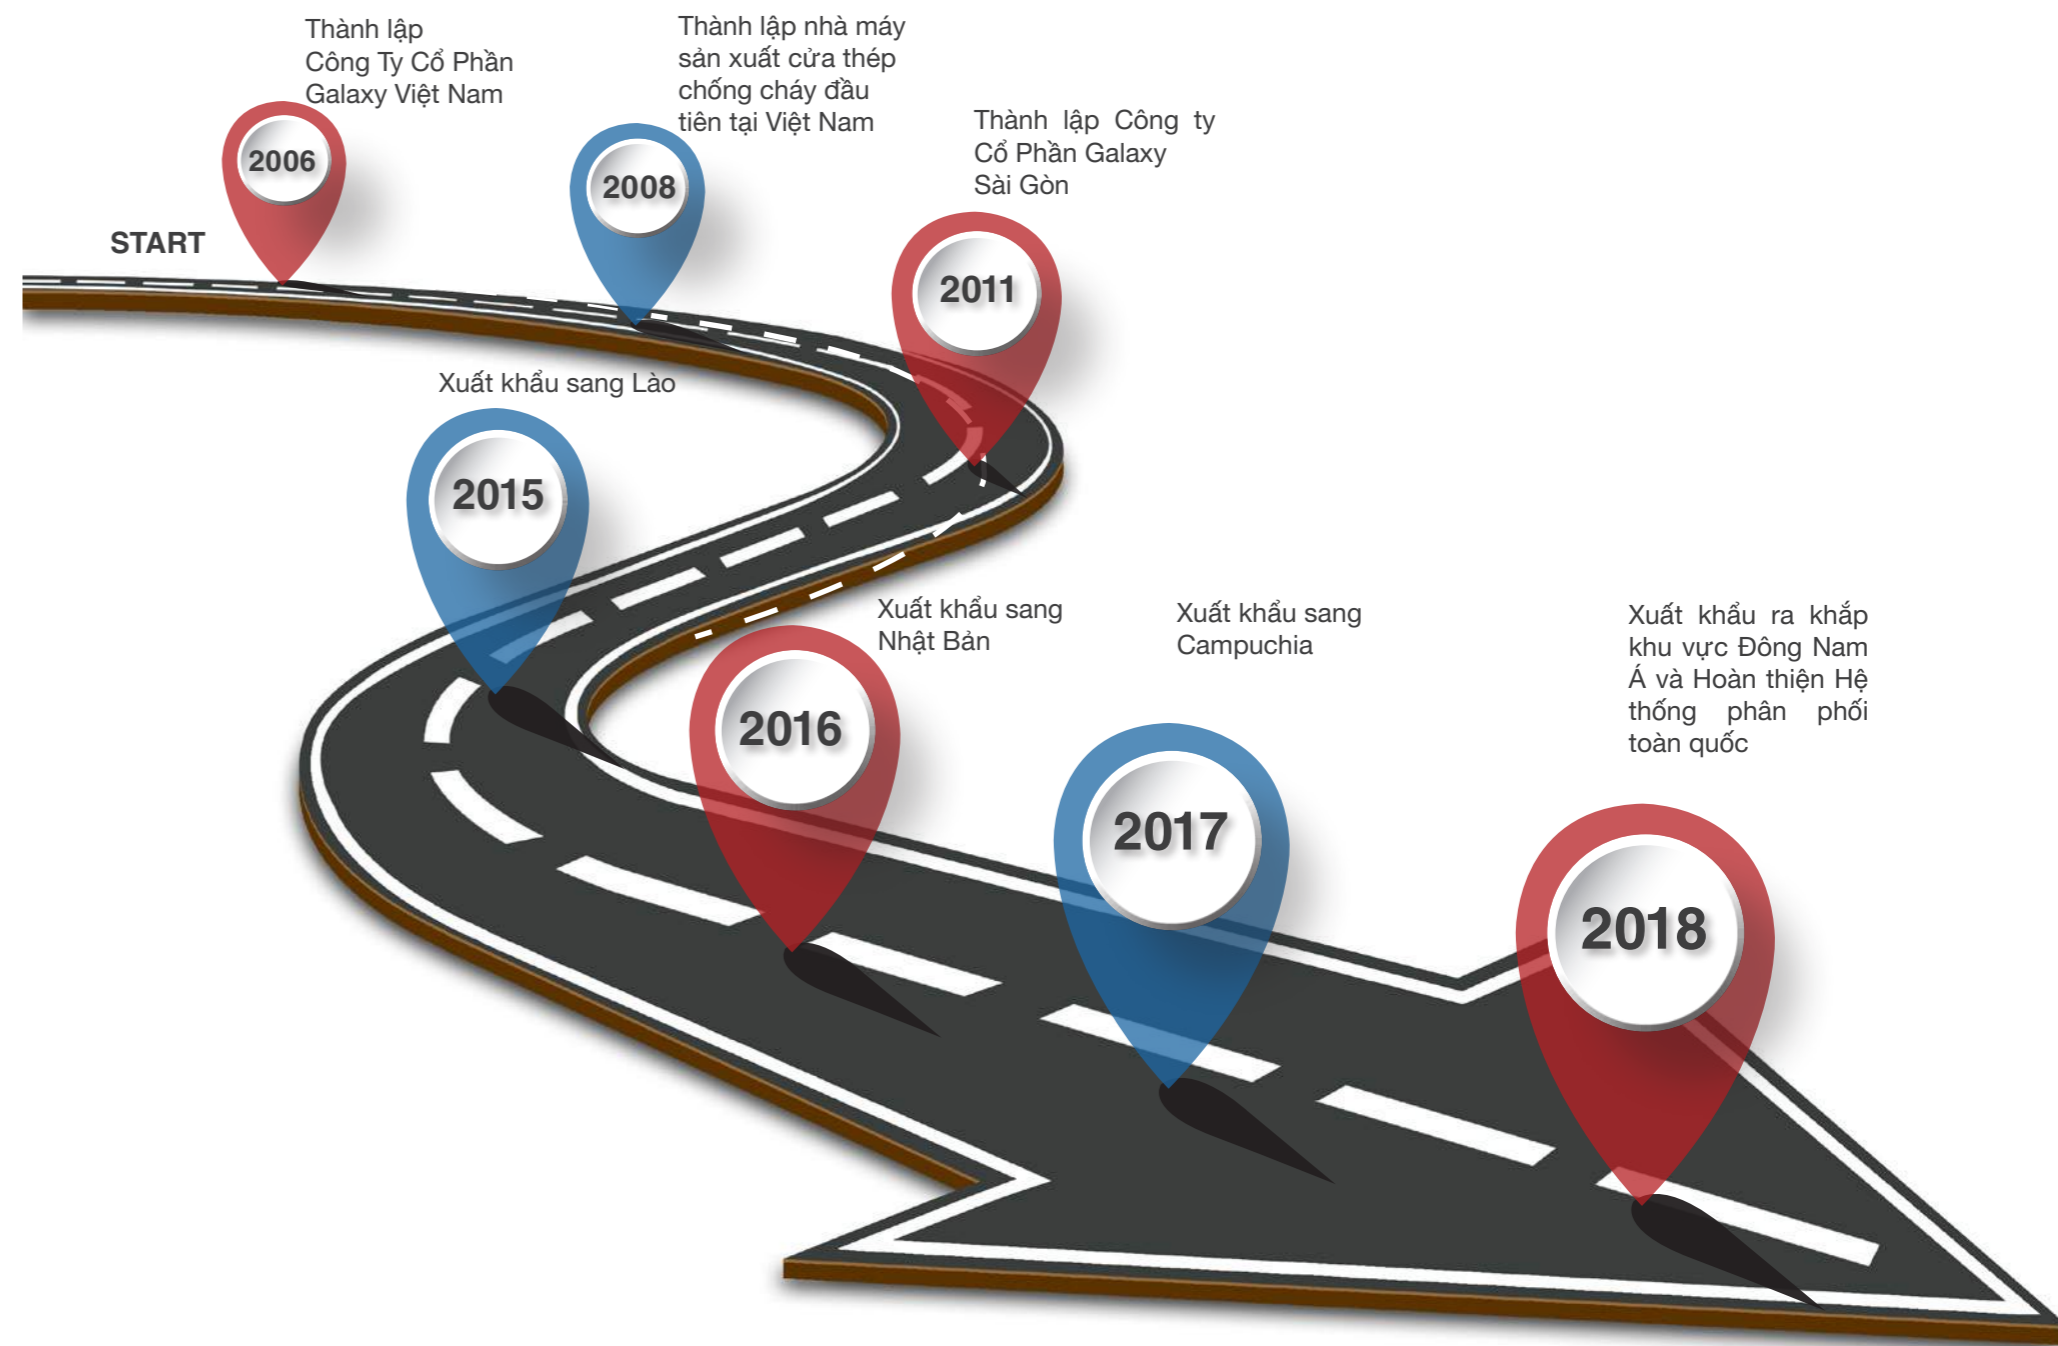 Thành lập
Công Ty Cổ Phần
Galaxy Việt Nam
2006
START
Thành lập nhà máy
sản xuất cửa thép
chống cháy đầu
tiên tại Việt Nam
2008
Thành lập Công ty
Cổ Phần Galaxy
Sài Gòn
2011
Xuất khẩu sang Lào
2015
Xuất khẩu sang
Nhật Bản
2016
Xuất khẩu sang
Campuchia
2017
Xuất khẩu ra khắp
khu vực Đông Nam
Á và Hoàn thiện Hệ
thống phân phối
toàn quốc
2018